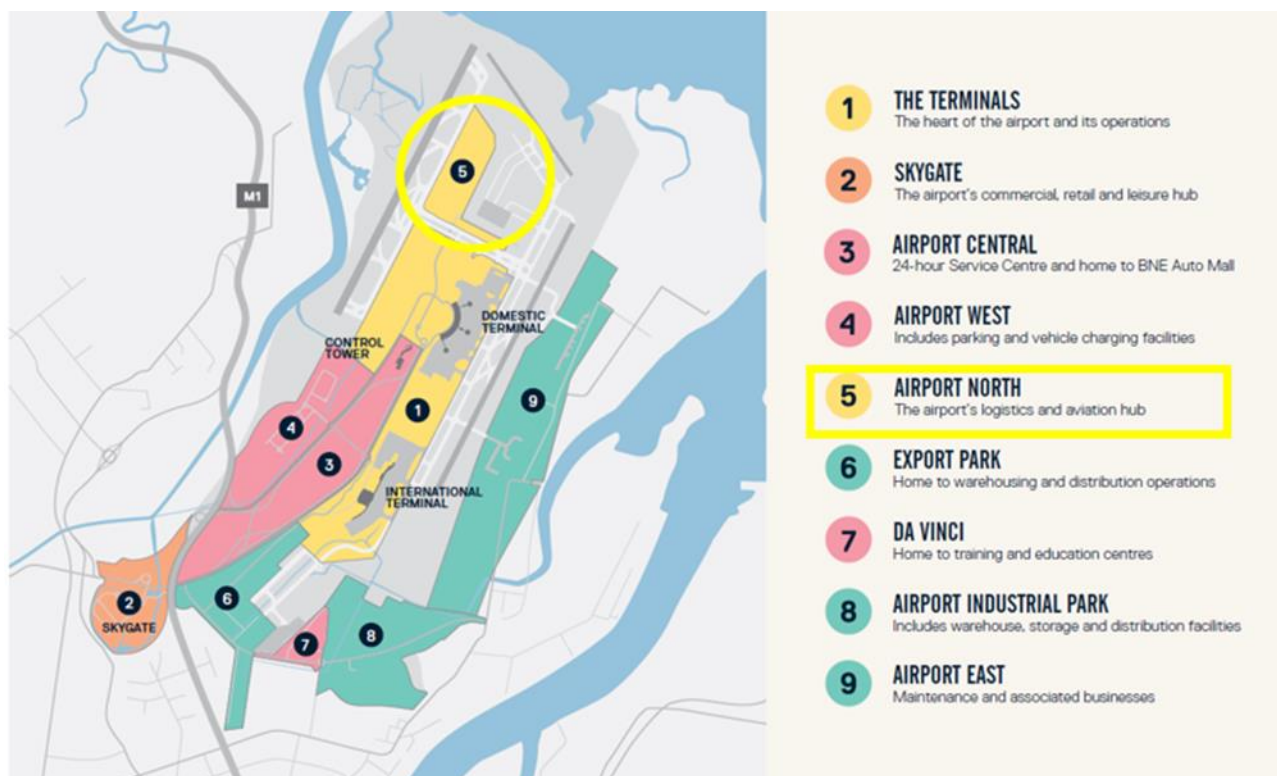 5
M1
DOMESTIC
TERMINAL
CONTROL
TOWER
1
9
4
3
INTERNATIONAL
TERMINAL
2
SKYGATE
6
7
8
1 THE TERMINALS
The heart of the airport and its operations
2 SKYGATE
The airport's commercial, retail and leisure hub
3 AIRPORT CENTRAL
24-hour Service Centre and home to BNE Auto Mall
4 AIRPORT WEST
Includes parking and vehicle charging facilities
5 AIRPORT NORTH
The airport's logistics and aviation hub
6 EXPORT PARK
Home to warehousing and distribution operations
7 DA VINCI
Home to training and education centres
8 AIRPORT INDUSTRIAL PARK
Includes warehouse, storage and distribution facilities
9 AIRPORT EAST
Maintenance and associated businesses